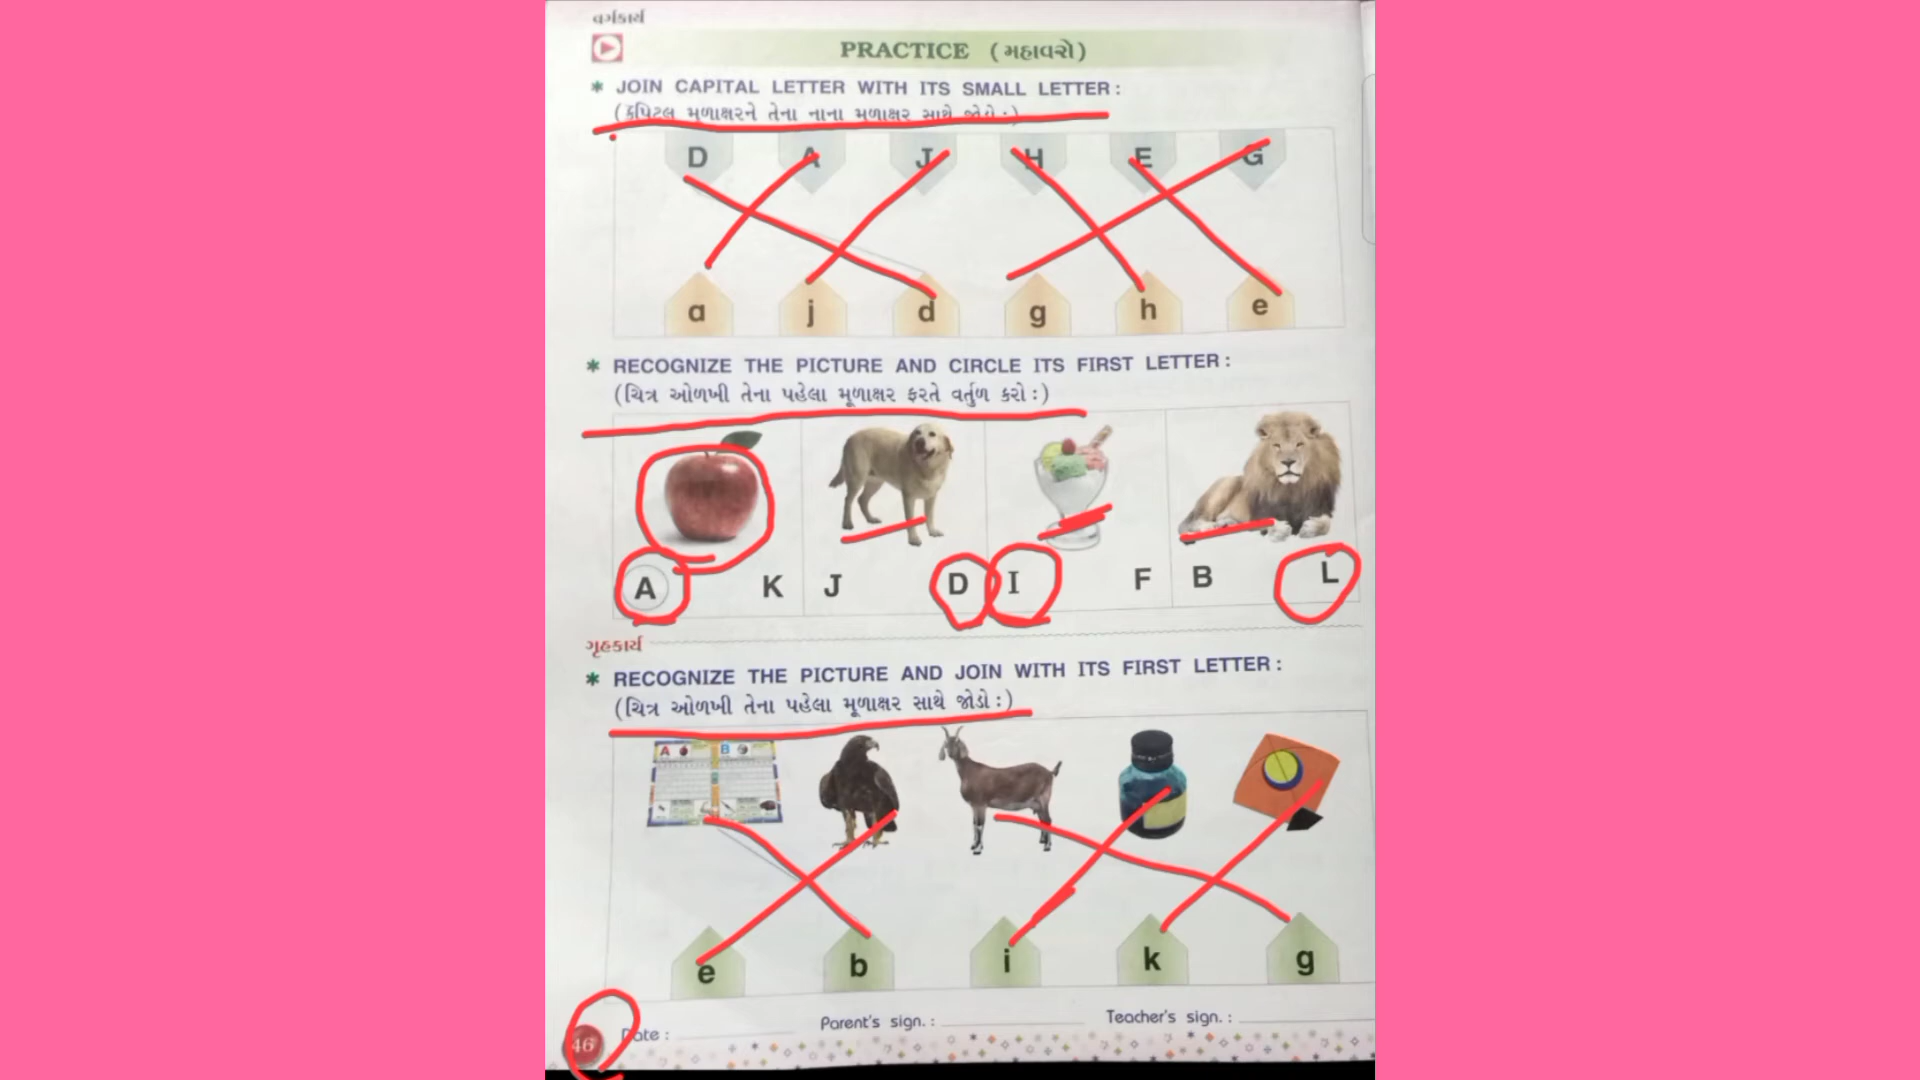 વર્ગકાર્ય
PRACTICE (મહાવરો)
* JOIN CAPITAL LETTER WITH ITS SMALL LETTER :
(કૅપિટલ મૂળાક્ષરને તેના નાના મૂળાક્ષર સાથે જોડો :)
D A J H E G
a j d g h e
* RECOGNIZE THE PICTURE AND CIRCLE ITS FIRST LETTER :
(ચિત્ર ઓળખી તેના પહેલા મૂળાક્ષર ફરતે વર્તુળ કરો :)
A K J D I F B L
ગૃહકાર્ય
* RECOGNIZE THE PICTURE AND JOIN WITH ITS FIRST LETTER :
(ચિત્ર ઓળખી તેના પહેલા મૂળાક્ષર સાથે જોડો :)
A B
e b i k g
46 Date : Parent's sign. : Teacher's sign. :